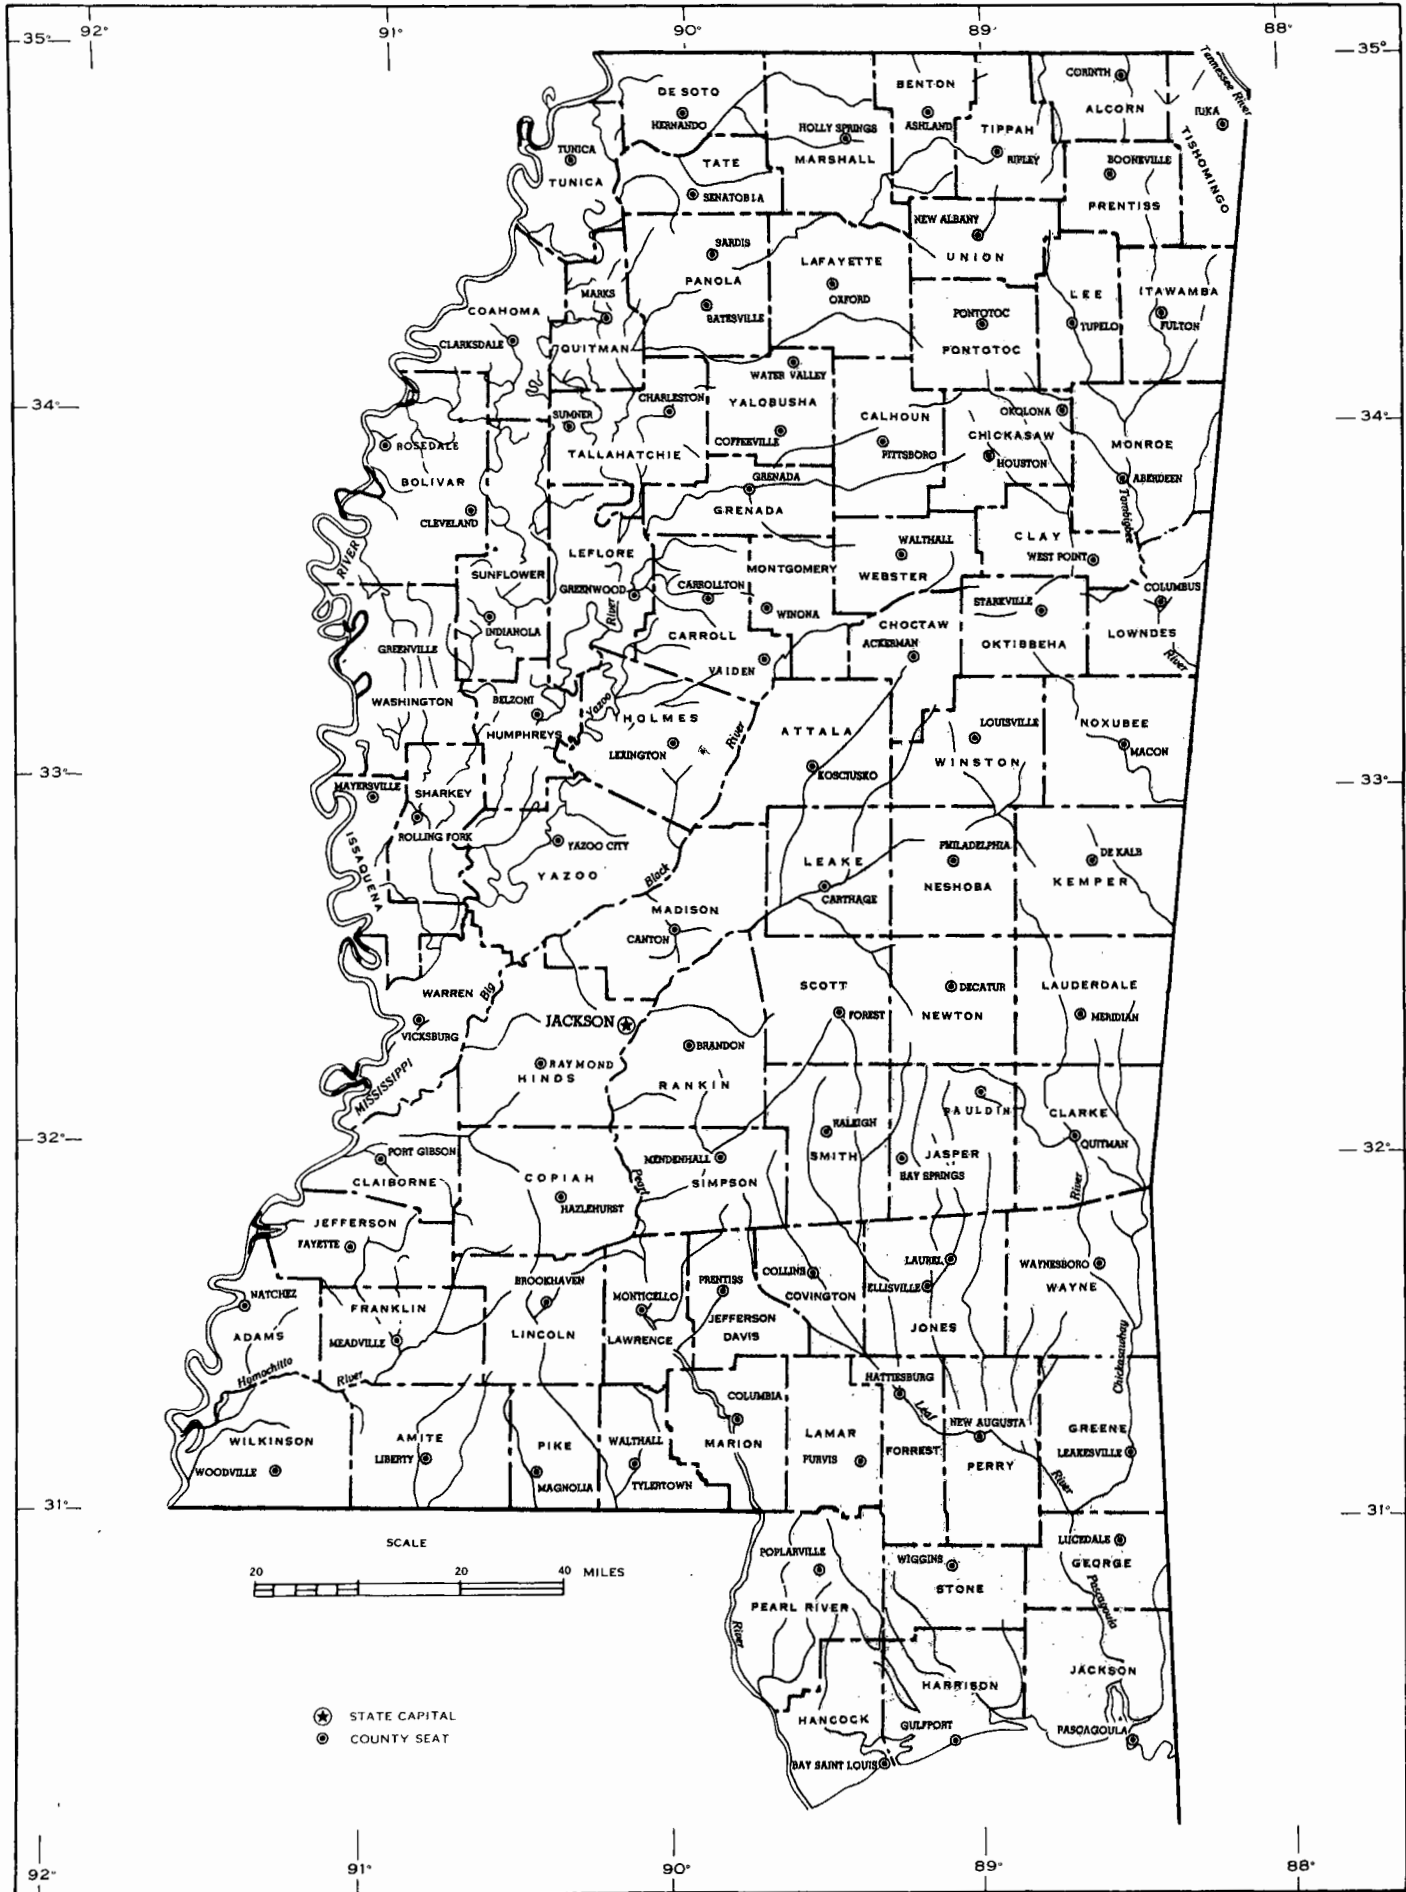 92° 91° 90° 89° 88°
35° 35°
Tennessee River
CORINTH
BENTON
DE SOTO
ALCORN
IUKA
HERNANDO
HOLLY SPRINGS
ASHLAND
TIPPAH
TISHOMINGO
TUNICA
TATE
MARSHALL
RIPLEY
BOONEVILLE
TUNICA
SENATOBIA
PRENTISS
NEW ALBANY
SARDIS
LAFAYETTE
UNION
PANOLA
MARKS
OXFORD
LEE
ITAWAMBA
COAHOMA
BATESVILLE
PONTOTOC
TUPELO
FULTON
CLARKSDALE
QUITMAN
PONTOTOC
WATER VALLEY
34° 34°
SUMNER
CHARLESTON
YALOBUSHA
CALHOUN
OKOLONA
CHICKASAW
ROSEDALE
COFFEEVILLE
PITTSBORO
MONROE
TALLAHATCHIE
HOUSTON
BOLIVAR
GRENADA
ABERDEEN
CLEVELAND
GRENADA
Tombigbee
RIVER
LEFLORE
WALTHALL
CLAY
SUNFLOWER
MONTGOMERY
WEBSTER
WEST POINT
GREENWOOD
CARROLLTON
COLUMBUS
River
WINONA
STARKVILLE
INDIANOLA
CHOCTAW
LOWNDES
GREENVILLE
CARROLL
ACKERMAN
OKTIBBEHA
River
VAIDEN
WASHINGTON
BELZONI
Yazoo
HOLMES
LOUISVILLE
NOXUBEE
HUMPHREYS
River
ATTALA
LEXINGTON
MACON
WINSTON
33° 33°
MAYERSVILLE
KOSCIUSKO
SHARKEY
ROLLING FORK
YAZOO CITY
PHILADELPHIA
DE KALB
ISSAQUENA
YAZOO
Black
LEAKE
NESHOBA
KEMPER
CARTHAGE
MADISON
CANTON
WARREN
Big
SCOTT
DECATUR
LAUDERDALE
JACKSON
FOREST
NEWTON
MERIDIAN
VICKSBURG
BRANDON
RAYMOND
HINDS
RANKIN
MISSISSIPPI
PAULDIN
CLARKE
32° 32°
RALEIGH
QUITMAN
PORT GIBSON
MENDENHALL
SMITH
JASPER
CLAIBORNE
COPIAH
Pearl
SIMPSON
BAY SPRINGS
River
HAZLEHURST
JEFFERSON
FAYETTE
LAUREL
WAYNESBORO
BROOKHAVEN
PRENTISS
COLLINS
ELLISVILLE
WAYNE
NATCHEZ
MONTICELLO
COVINGTON
FRANKLIN
JEFFERSON
DAVIS
ADAMS
MEADVILLE
LINCOLN
LAWRENCE
JONES
Chickasawhay
Homochitto
River
HATTIESBURG
COLUMBIA
Leaf
NEW AUGUSTA
GREENE
WILKINSON
AMITE
PIKE
WALTHALL
MARION
LAMAR
FORREST
LEAKESVILLE
LIBERTY
PURVIS
PERRY
WOODVILLE
MAGNOLIA
TYLERTOWN
River
31° 31°
SCALE
LUCEDALE
POPLARVILLE
WIGGINS
GEORGE
20 20 40 MILES
STONE
Pascagoula
PEARL RIVER
River
JACKSON
HARRISON
STATE CAPITAL
HANCOCK
GULFPORT
PASCAGOULA
COUNTY SEAT
BAY SAINT LOUIS
92° 91° 90° 89° 88°